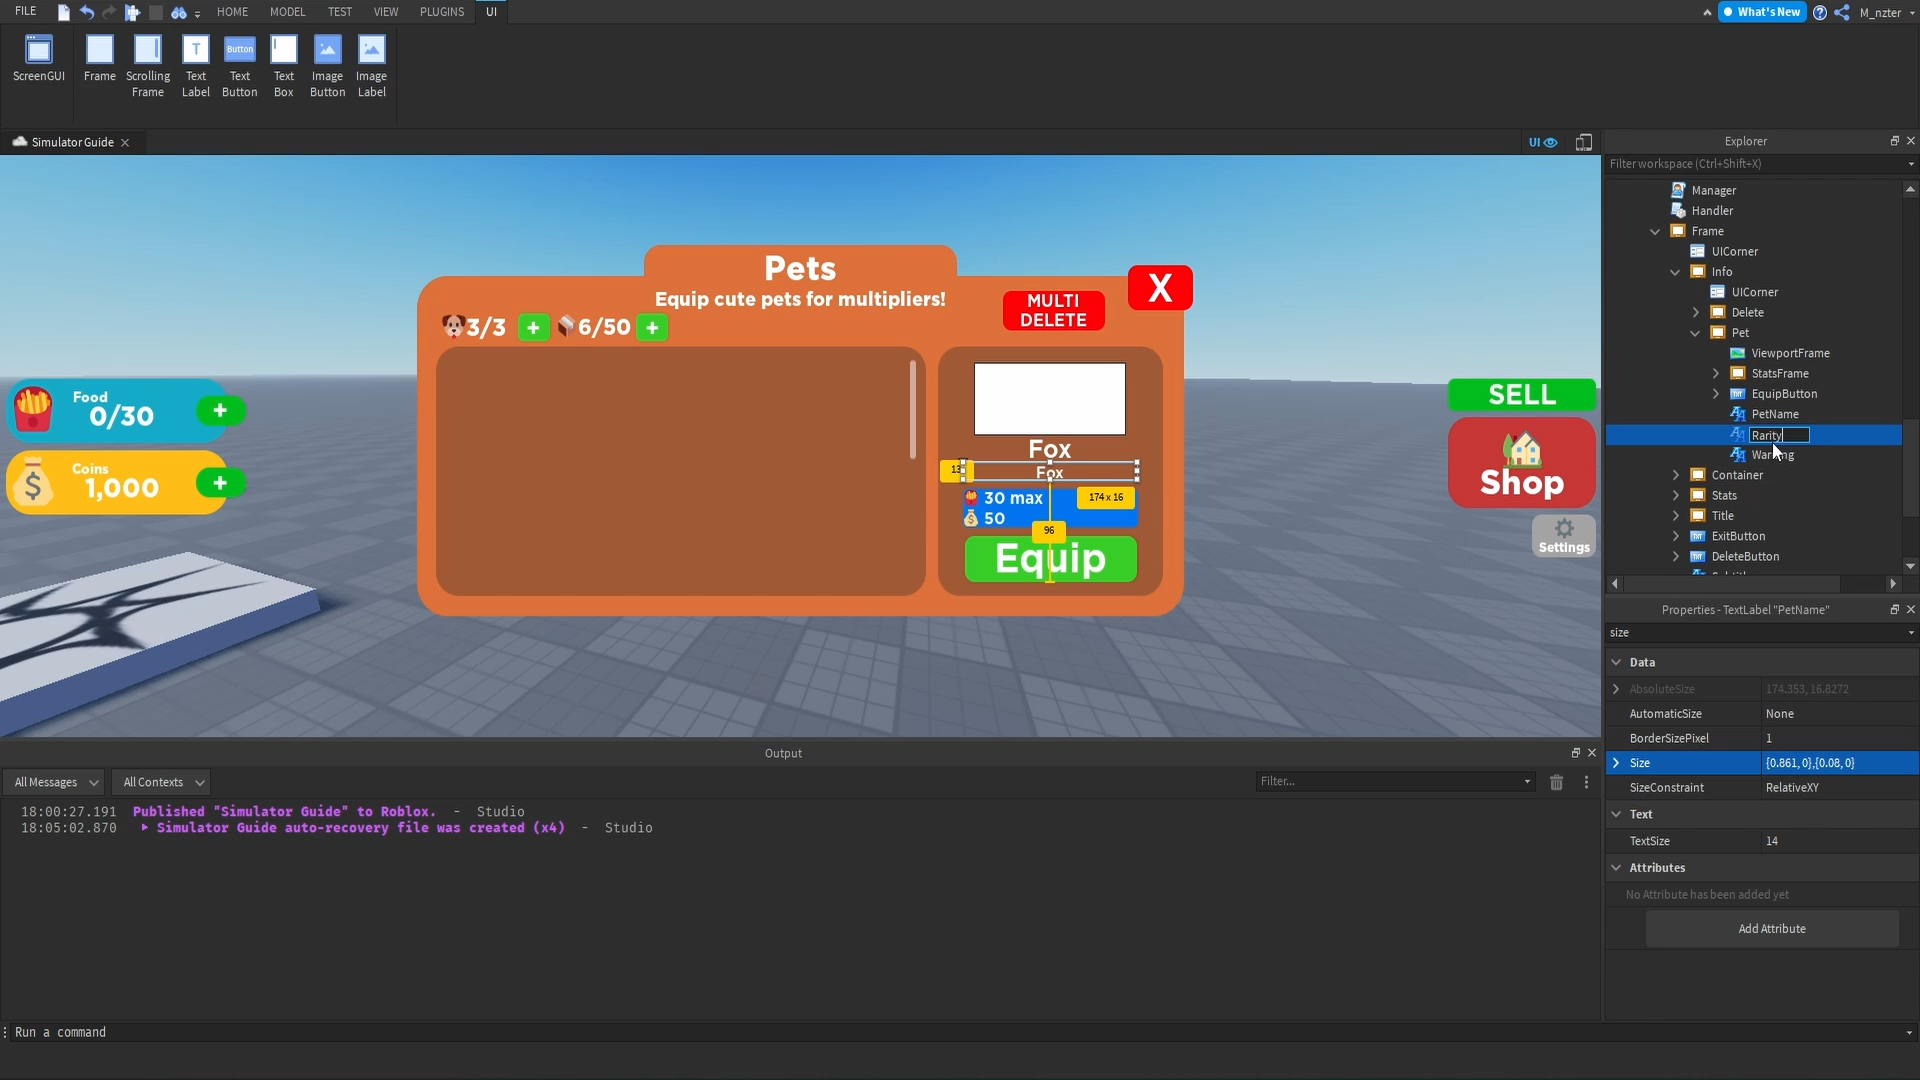 FILE
HOME
MODEL
TEST
VIEW
PLUGINS
UI
What's New
M_nzter
ScreenGUI
Frame
Scrolling
Frame
Text
Label
Text
Button
Text
Box
Image
Button
Image
Label
T
Button
Simulator Guide
UI
Pets
Equip cute pets for multipliers!
MULTI
DELETE
X
3/3
+
6/50
+
Food
0/30
+
Coins
1,000
+
$
Fox
Fox
30 max
174 x 16
50
96
Equip
SELL
Shop
Settings
Explorer
Filter workspace (Ctrl+Shift+X)
Manager
Handler
Frame
UICorner
Info
UICorner
Delete
Pet
ViewportFrame
StatsFrame
EquipButton
PetName
Rarity
Container
Stats
Title
ExitButton
DeleteButton
Properties - TextLabel "PetName"
size
Data
AbsoluteSize
174.353, 16.8272
AutomaticSize
None
BorderSizePixel
1
Size
{0.861, 0},{0.08, 0}
SizeConstraint
RelativeXY
Text
TextSize
14
Attributes
No Attribute has been added yet
Add Attribute
Output
All Messages
All Contexts
Filter...
18:00:27.191 Published "Simulator Guide" to Roblox. - Studio
18:05:02.870 Simulator Guide auto-recovery file was created (x4) - Studio
Run a command